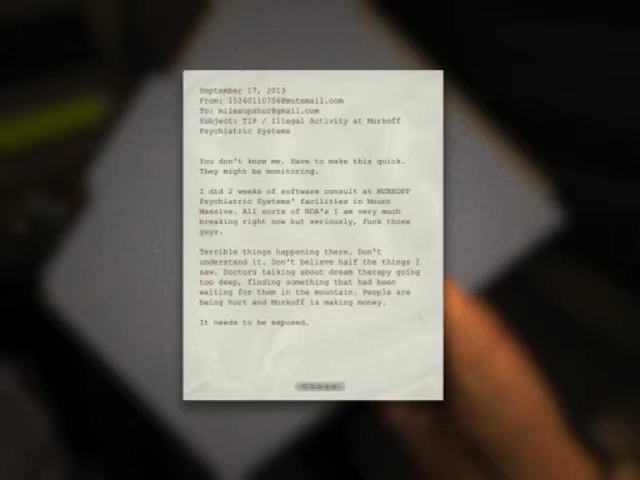 September 17, 2013
From: 1026011075@mutemail.com
To: milesupshur@gmail.com
Subject: TIP / Illegal Activity at Murkoff
Psychiatric Systems
You don't know me. Have to make this quick.
They might be monitoring.
I did 2 weeks of software consult at MURKOFF
Psychiatric Systems' facilities in Mount
Massive. All sorts of NDA's I am very much
breaking right now but seriously, fuck those
guys.
Terrible things happening there. Don't
understand it. Don't believe half the things I
saw. Doctors talking about dream therapy going
too deep, finding something that had been
waiting for them in the mountain. People are
being hurt and Murkoff is making money.
It needs to be exposed.
Close